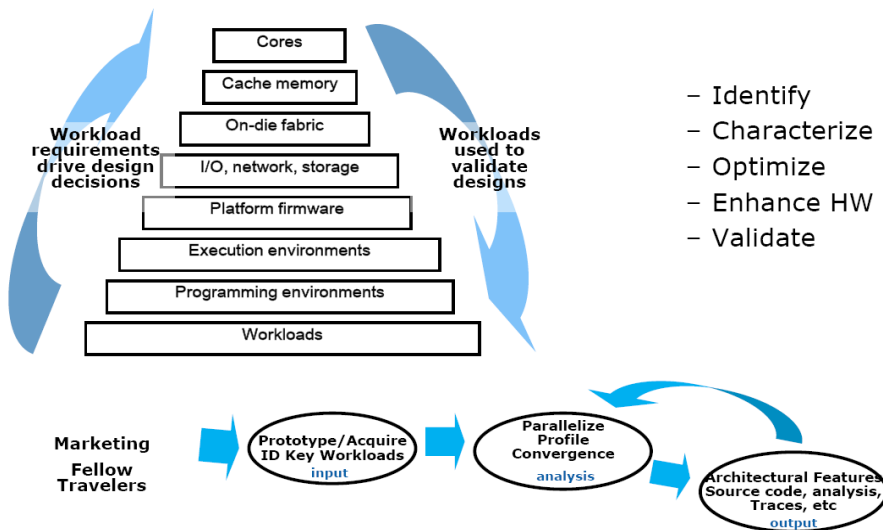 Cores
Cache memory
On-die fabric
I/O, network, storage
Platform firmware
Execution environments
Programming environments
Workloads
Workload
requirements
drive design
decisions
Workloads
used to
validate
designs
– Identify
– Characterize
– Optimize
– Enhance HW
– Validate
Marketing
Fellow
Travelers
Prototype/Acquire
ID Key Workloads
input
Parallelize
Profile
Convergence
analysis
Architectural Features
Source code, analysis,
Traces, etc
output